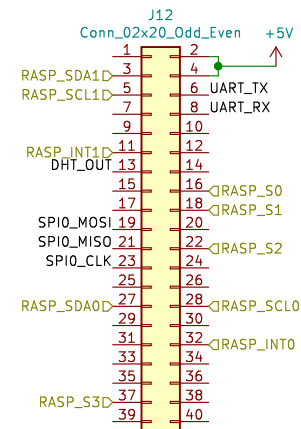 J12
Conn_02x20_Odd_Even
+5V
1 2
RASP_SDA1 3 4
RASP_SCL1 5 6 UART_TX
7 8 UART_RX
9 10
RASP_INT1 11 12
DHT_OUT 13 14
15 16 RASP_S0
17 18 RASP_S1
SPI0_MOSI 19 20
SPI0_MISO 21 22 RASP_S2
SPI0_CLK 23 24
25 26
RASP_SDA0 27 28 RASP_SCL0
29 30
31 32 RASP_INT0
33 34
35 36
RASP_S3 37 38
39 40